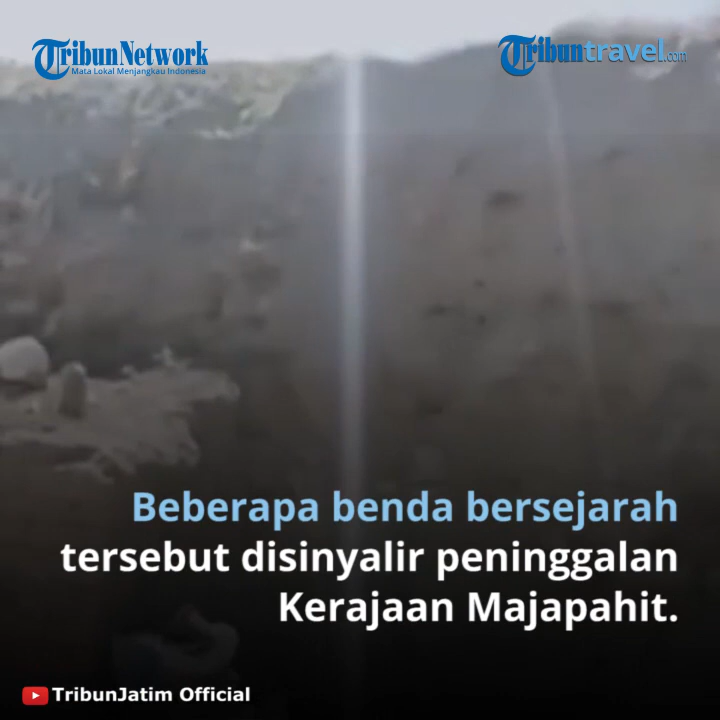 TribunNetwork
Mata Lokal Menjangkau Indonesia
Tribuntravel.com
Beberapa benda bersejarah
tersebut disinyalir peninggalan
Kerajaan Majapahit.
TribunJatim Official